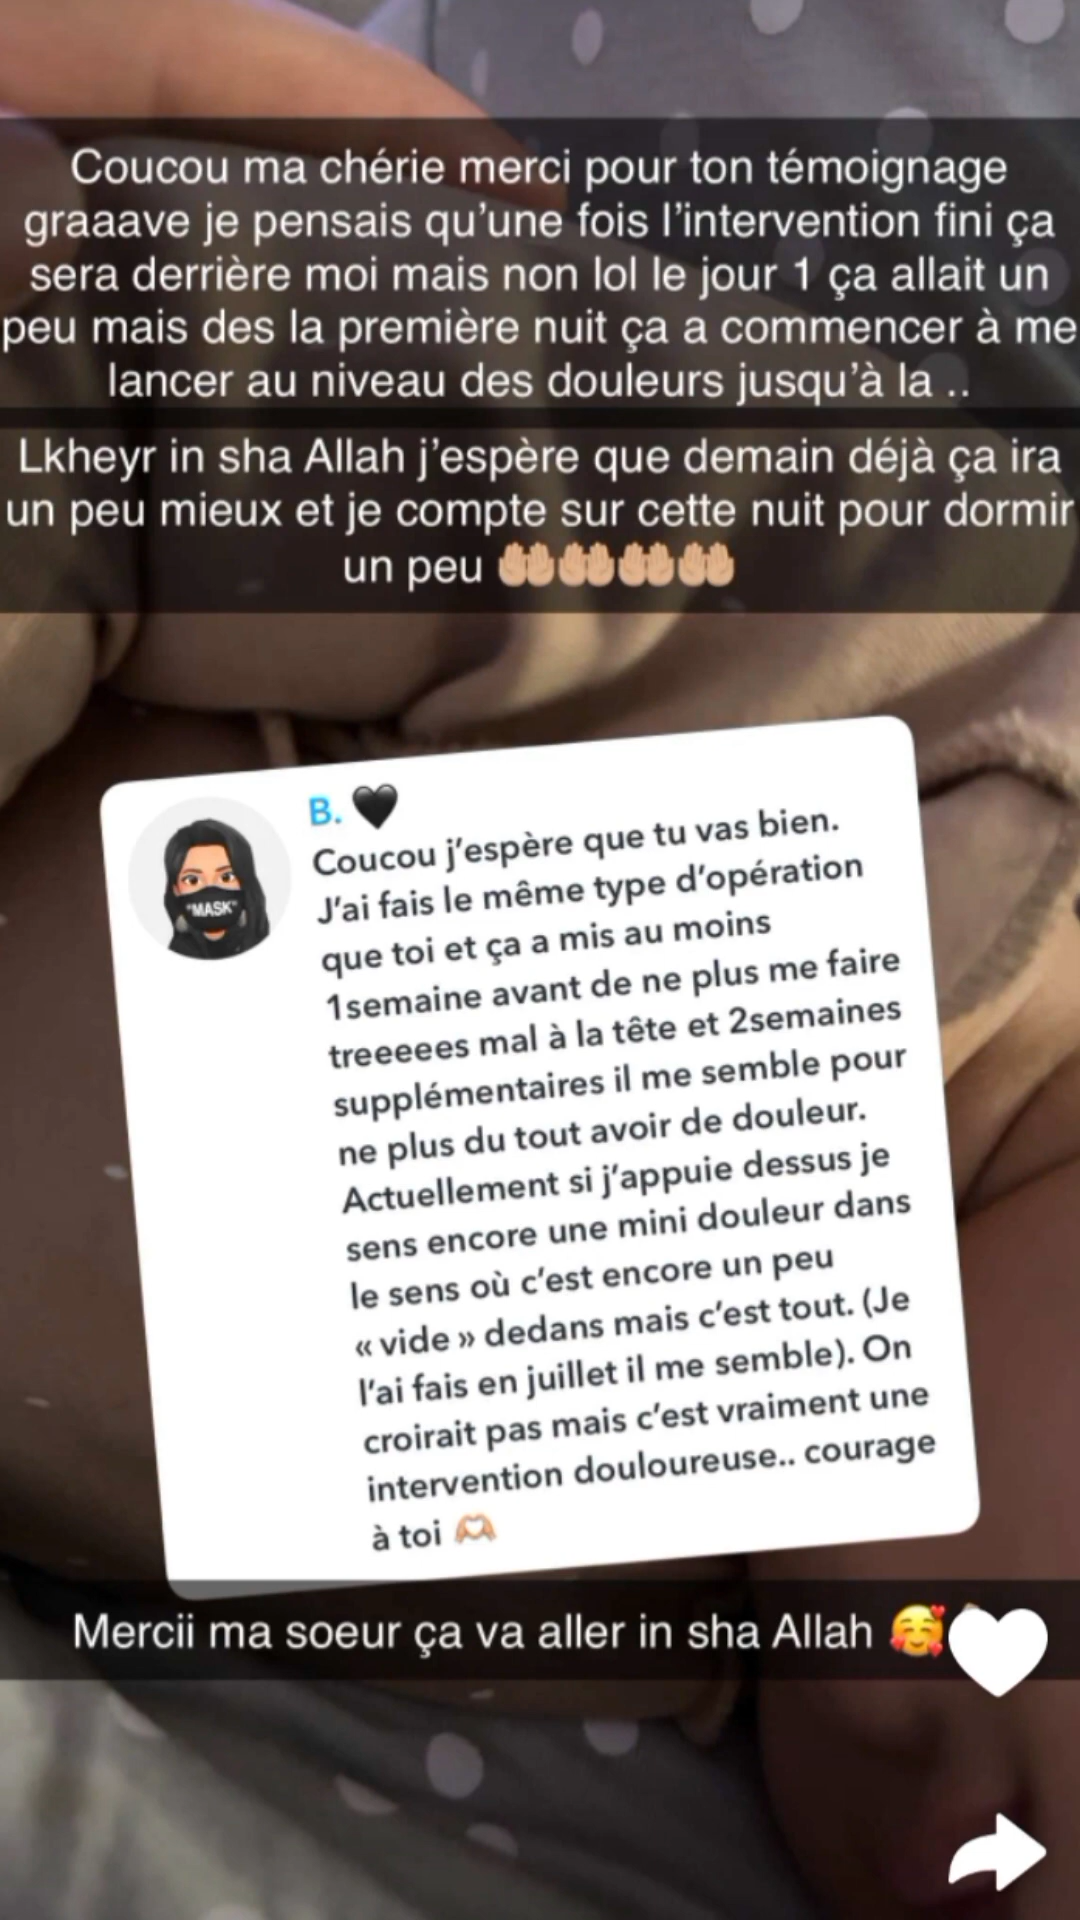 Coucou ma chérie merci pour ton témoignage
graaave je pensais qu’une fois l’intervention fini ça
sera derrière moi mais non lol le jour 1 ça allait un
peu mais des la première nuit ça a commencer à me
lancer au niveau des douleurs jusqu’à la ..
Lkheyr in sha Allah j’espère que demain déjà ça ira
un peu mieux et je compte sur cette nuit pour dormir
un peu 🤲🏼🤲🏼🤲🏼🤲🏼
B. 🖤
"MASK"
Coucou j’espère que tu vas bien.
J’ai fais le même type d’opération
que toi et ça a mis au moins
1semaine avant de ne plus me faire
treeeees mal à la tête et 2semaines
supplémentaires il me semble pour
ne plus du tout avoir de douleur.
Actuellement si j’appuie dessus je
sens encore une mini douleur dans
le sens où c’est encore un peu
« vide » dedans mais c’est tout. (Je
l’ai fais en juillet il me semble). On
croirait pas mais c’est vraiment une
intervention douloureuse.. courage
à toi 🫶🏼
Mercii ma soeur ça va aller in sha Allah 🥰